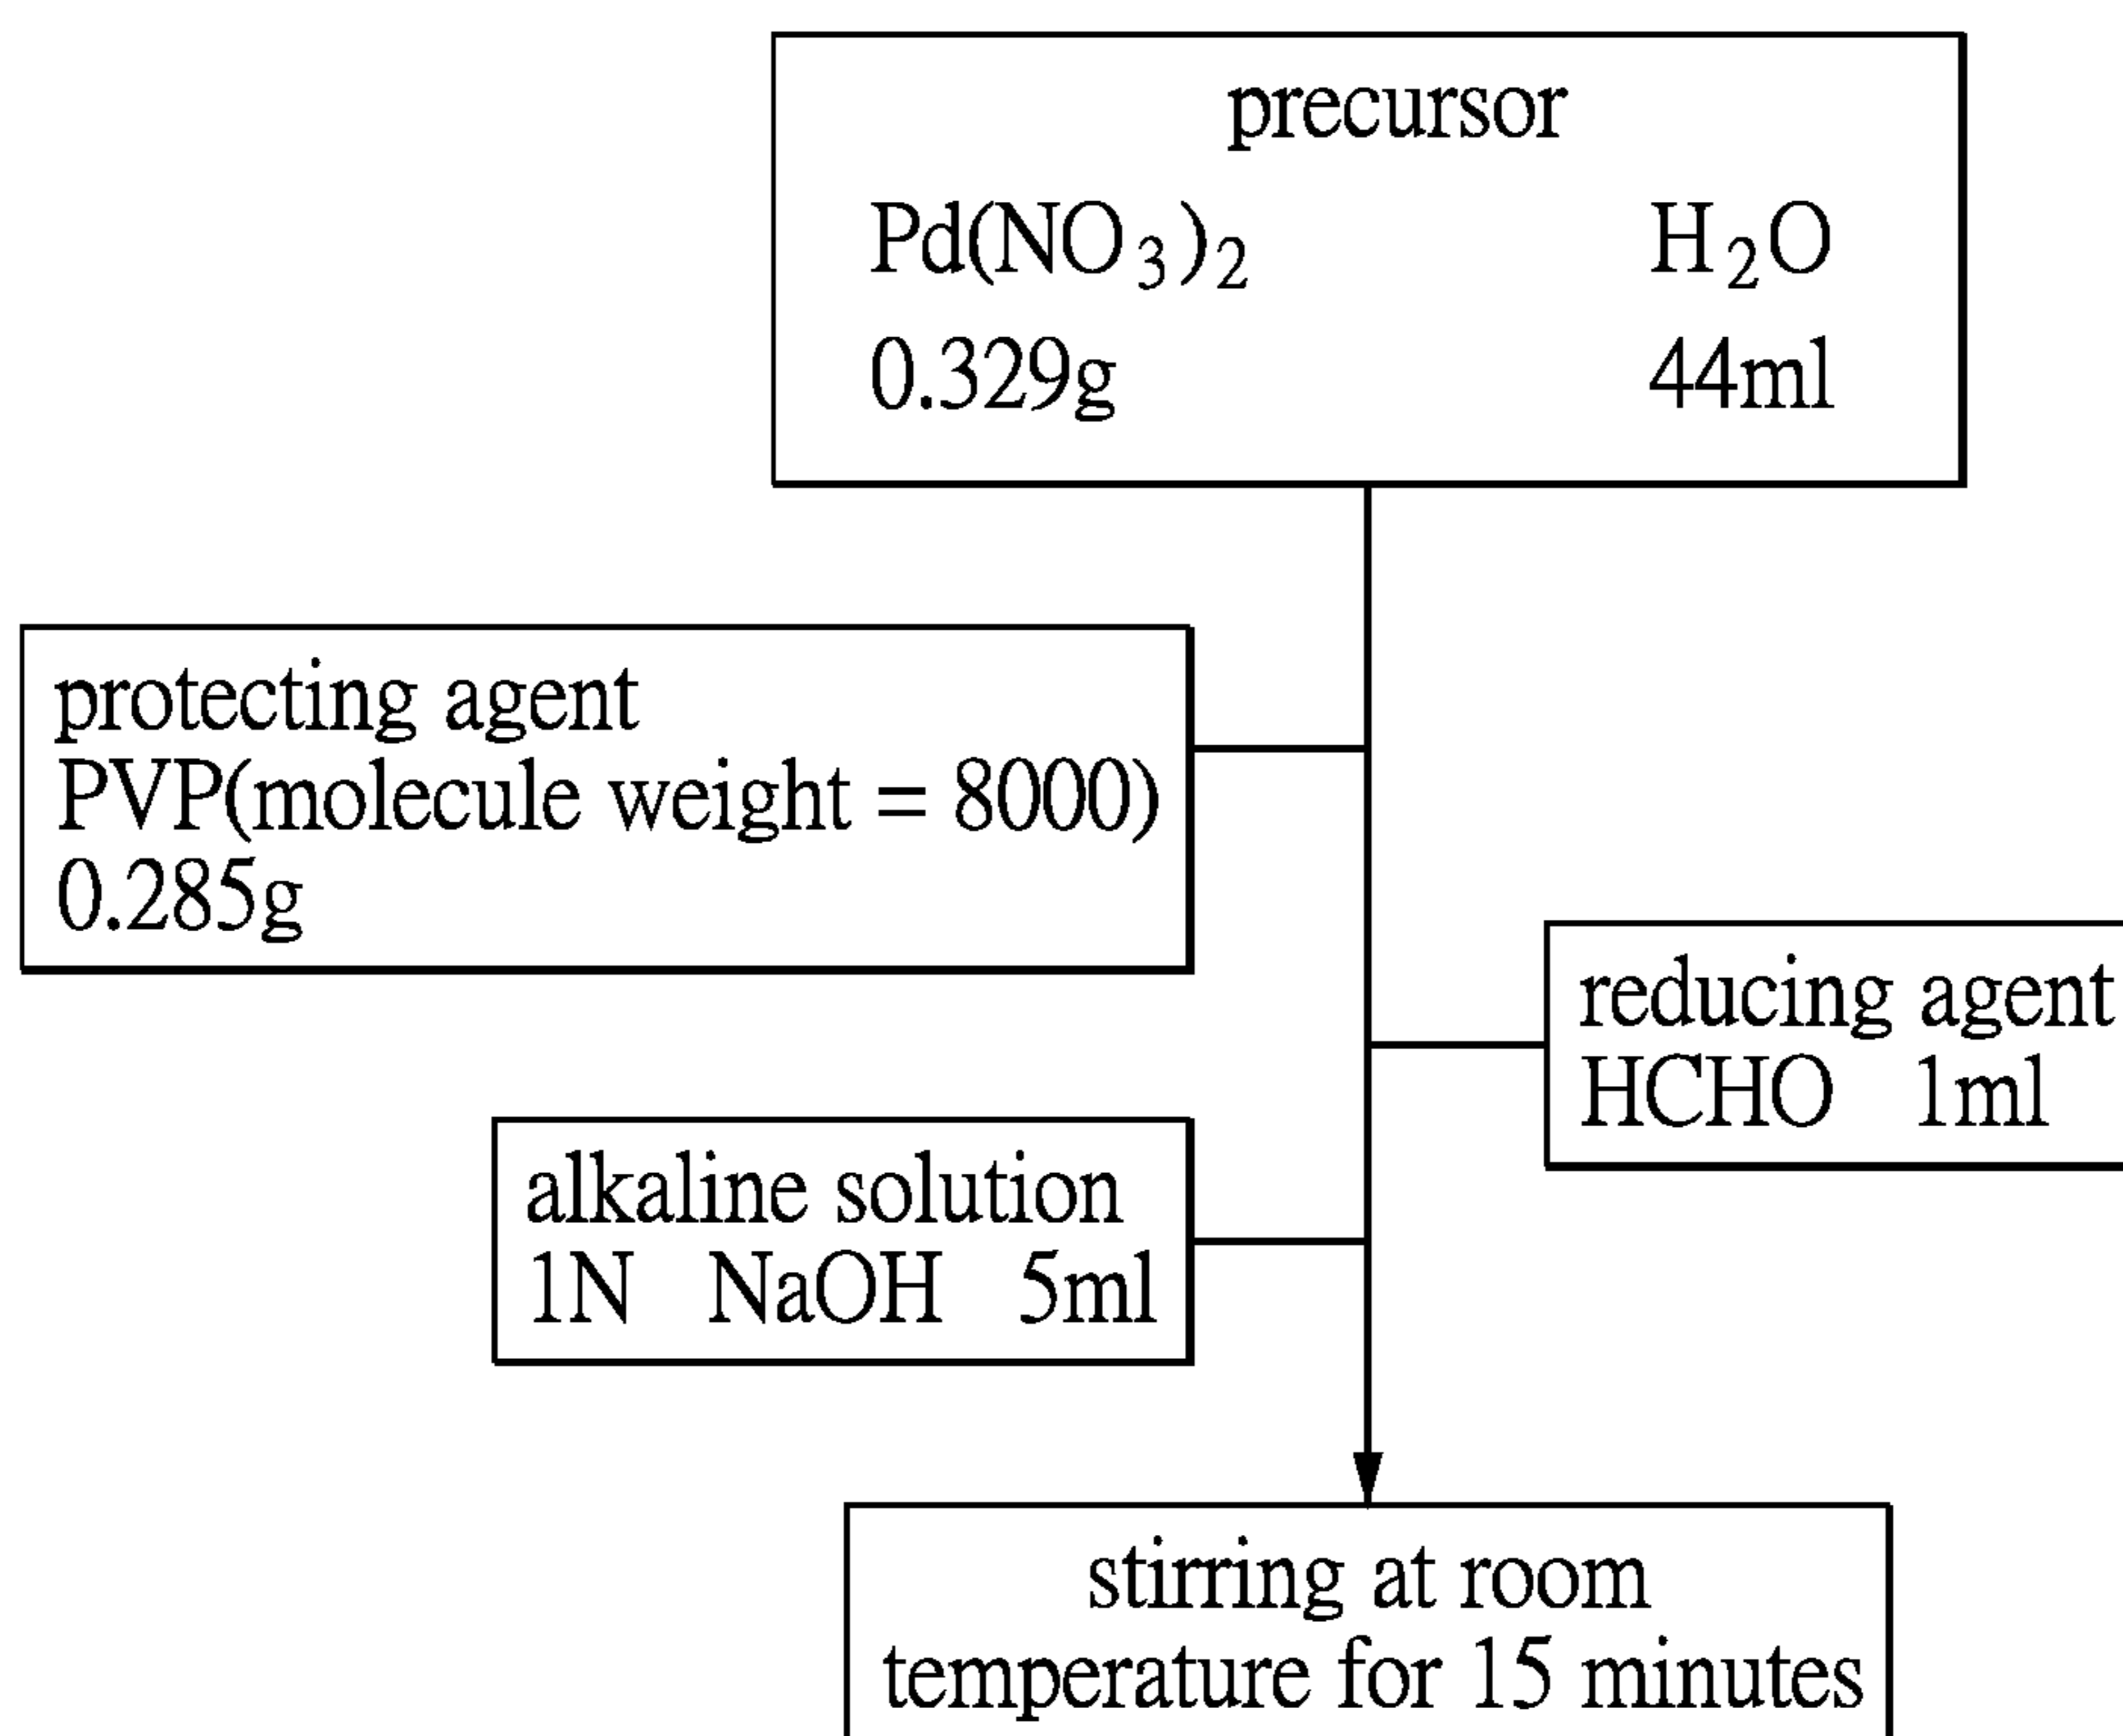 precursor
Pd(NO₃)₂ H₂O
0.329g 44ml
protecting agent
PVP(molecule weight = 8000)
0.285g
reducing agent
HCHO 1ml
alkaline solution
1N NaOH 5ml
stirring at room
temperature for 15 minutes